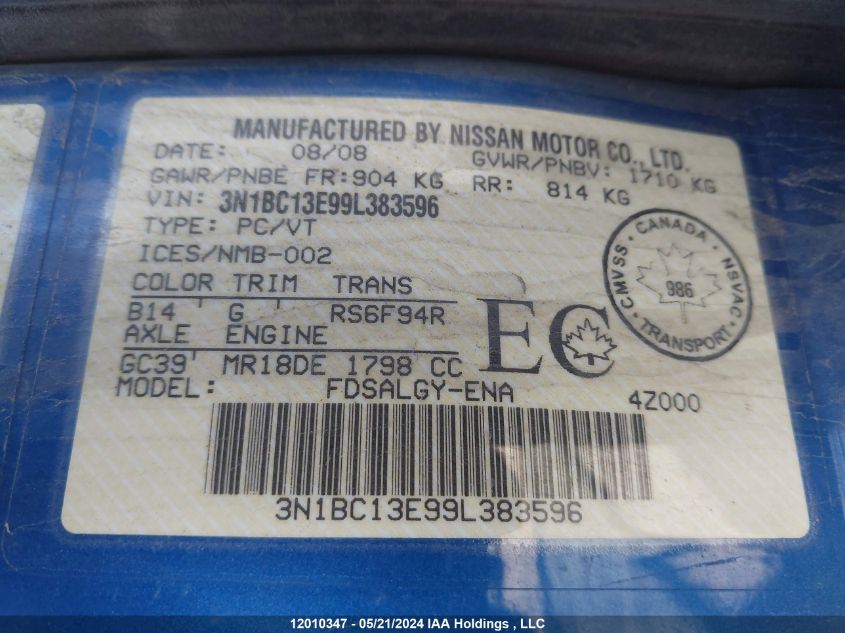 MANUFACTURED BY NISSAN MOTOR CO., LTD.
DATE: 08/08 GVWR/PNBV: 1710 KG
GAWR/PNBE FR: 904 KG RR: 814 KG
VIN: 3N1BC13E99L383596
TYPE: PC/VT
ICES/NMB-002
COLOR TRIM TRANS
B14 G RS6F94R
AXLE ENGINE
GC39 MR18DE 1798 CC
MODEL: FDSALGY-ENA 4Z000
EC
CMVSS · CANADA · NSVAC · TRANSPORT ·
986
3N1BC13E99L383596
12010347 - 05/21/2024 IAA Holdings , LLC